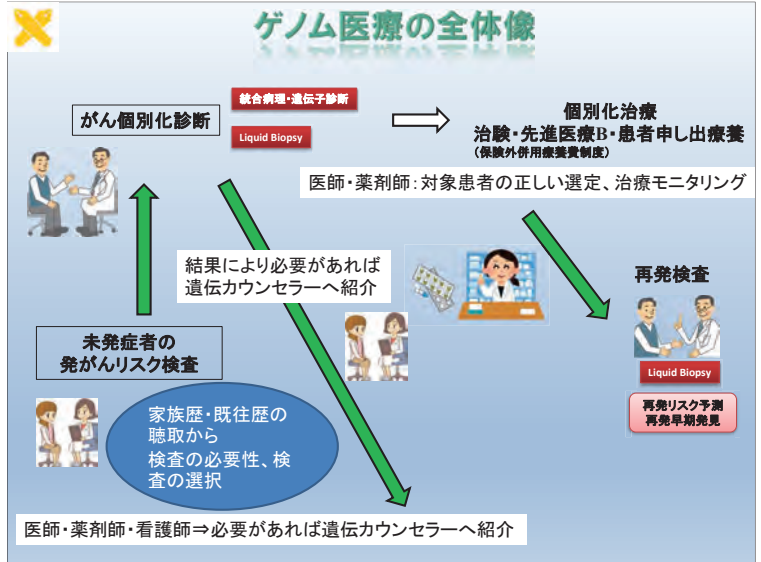 ゲノム医療の全体像
がん個別化診断
統合病理・遺伝子診断
Liquid Biopsy
個別化治療
治験・先進医療B・患者申し出療養
(保険外併用療養費制度)
医師・薬剤師：対象患者の正しい選定、治療モニタリング
結果により必要があれば
遺伝カウンセラーへ紹介
再発検査
Liquid Biopsy
再発リスク予測
再発早期発見
未発症者の
発がんリスク検査
家族歴・既往歴の
聴取から
検査の必要性、検
査の選択
医師・薬剤師・看護師⇒必要があれば遺伝カウンセラーへ紹介